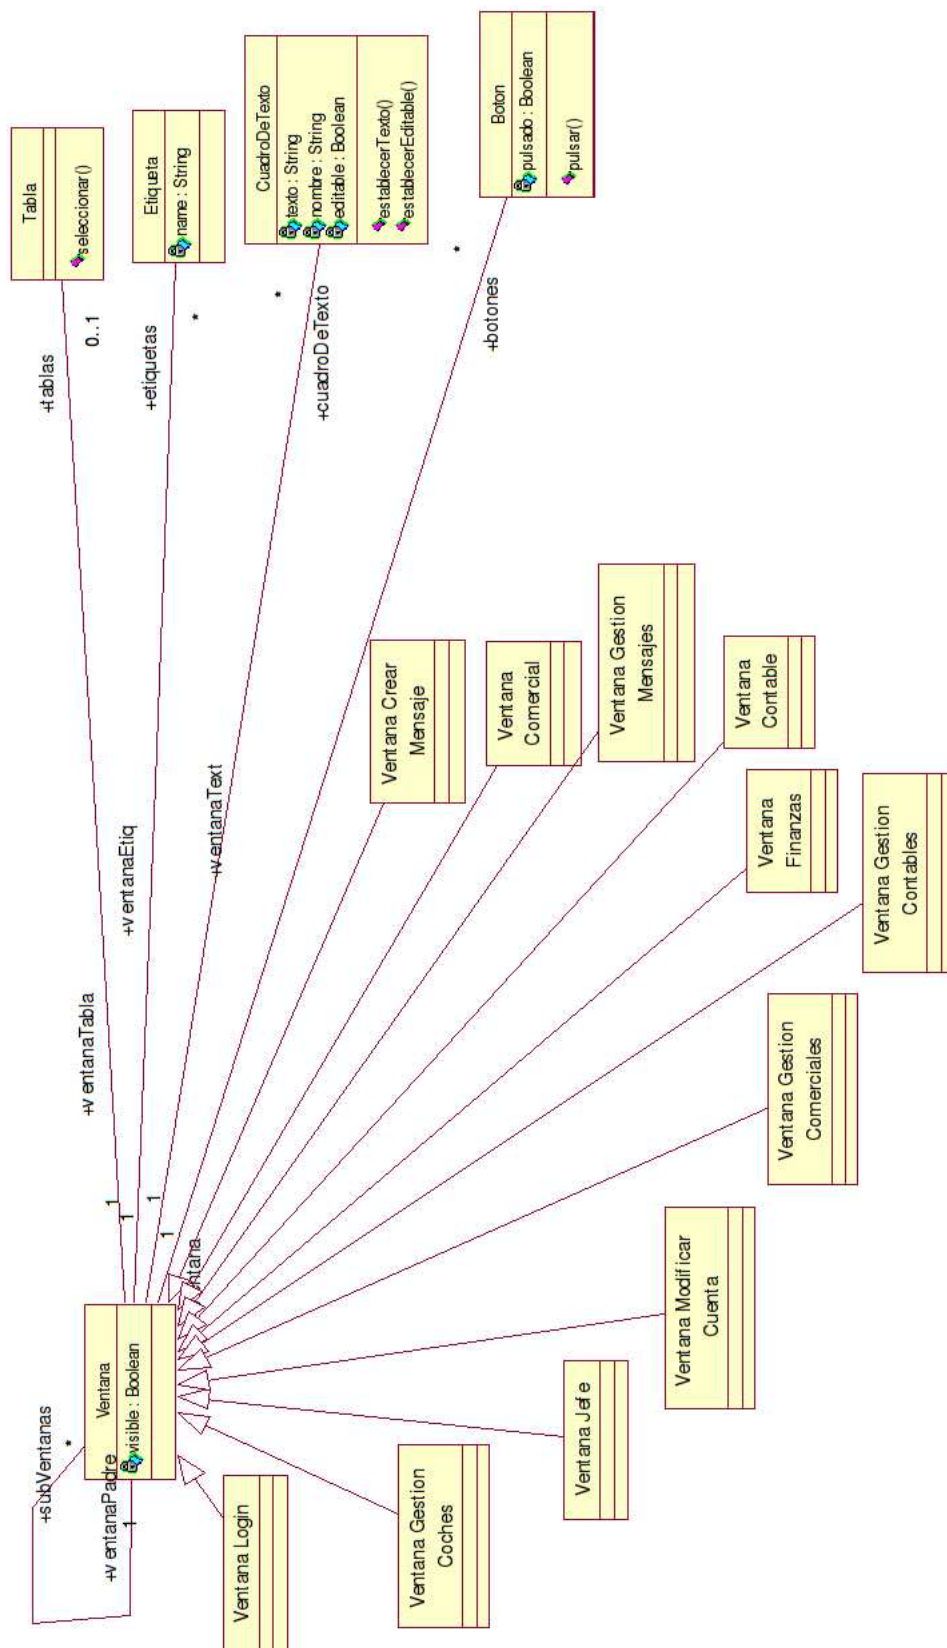 Tabla
seleccionar()
Etiqueta
name : String
CuadroDeTexto
texto : String
nombre : String
editable : Boolean
establecerTexto()
establecerEditable()
Boton
pulsado : Boolean
pulsar()
+tablas
0..1
+etiquetas
*
*
+cuadroDeTexto
*
+botones
+ventanaTabla
+ventanaEtiq
+ventanaText
1
1
1
1
Ventana
visible : Boolean
+subVentanas
*
+ventanaPadre
1
Ventana Crear
Mensaje
Ventana
Comercial
Ventana Gestion
Mensajes
Ventana
Contable
Ventana
Finanzas
Ventana Gestion
Contables
Ventana Gestion
Comerciales
Ventana Modificar
Cuenta
Ventana Jefe
Ventana Gestion
Coches
Ventana Login